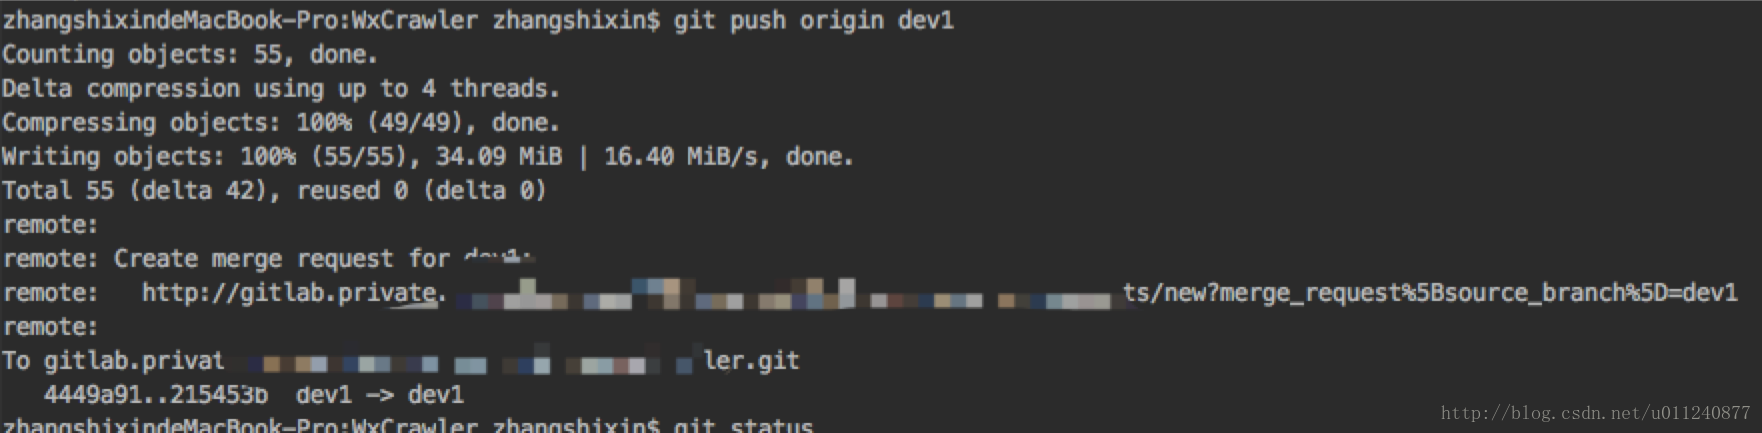 zhangshixindeMacBook-Pro:WxCrawler zhangshixin$ git push origin dev1
Counting objects: 55, done.
Delta compression using up to 4 threads.
Compressing objects: 100% (49/49), done.
Writing objects: 100% (55/55), 34.09 MiB | 16.40 MiB/s, done.
Total 55 (delta 42), reused 0 (delta 0)
remote:
remote: Create merge request for dev1:
remote:   http://gitlab.private. ts/new?merge_request%5Bsource_branch%5D=dev1
remote:
To gitlab.privat ler.git
   4449a91..215453b  dev1 -> dev1
zhangshixindeMacBook-Pro:WxCrawler zhangshixin$ git status
http://blog.csdn.net/u011240877